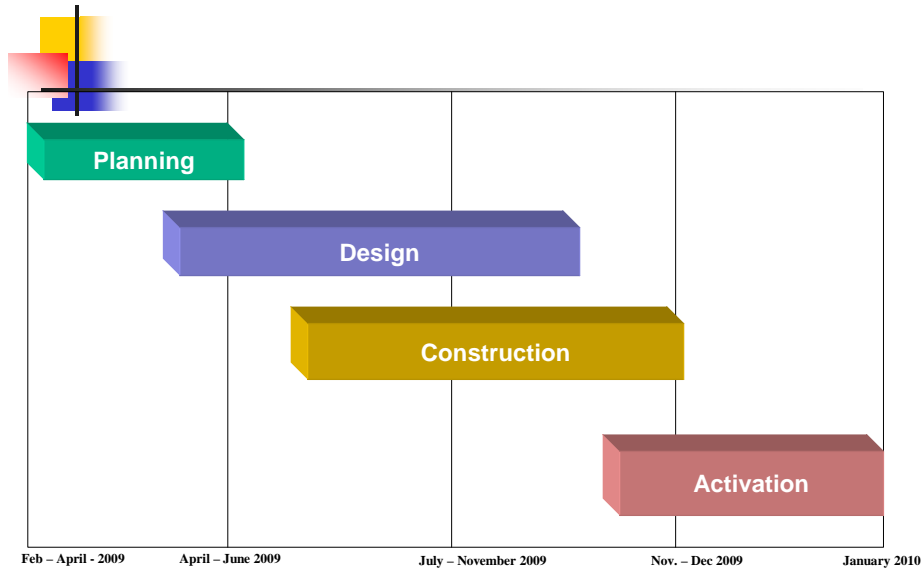 Planning
Design
Construction
Activation
Feb – April - 2009
April – June 2009
July – November 2009
Nov. – Dec 2009
January 2010